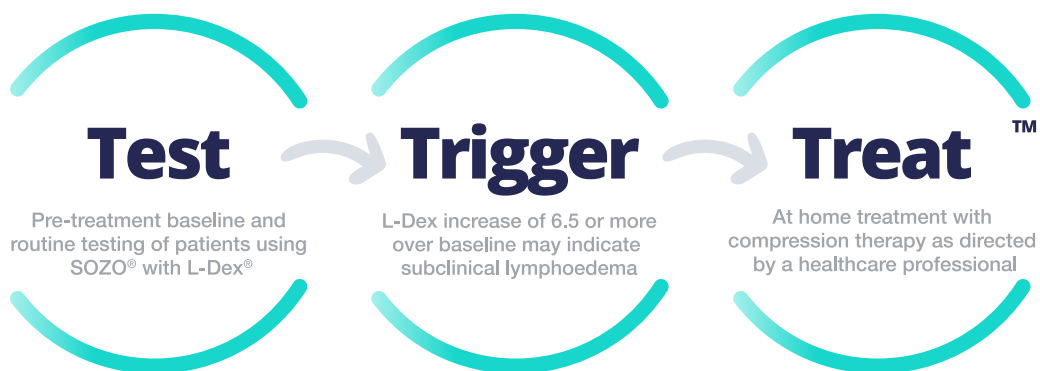 Test
Trigger
Treat ™
Pre-treatment baseline and
routine testing of patients using
SOZO® with L-Dex®
L-Dex increase of 6.5 or more
over baseline may indicate
subclinical lymphoedema
At home treatment with
compression therapy as directed
by a healthcare professional